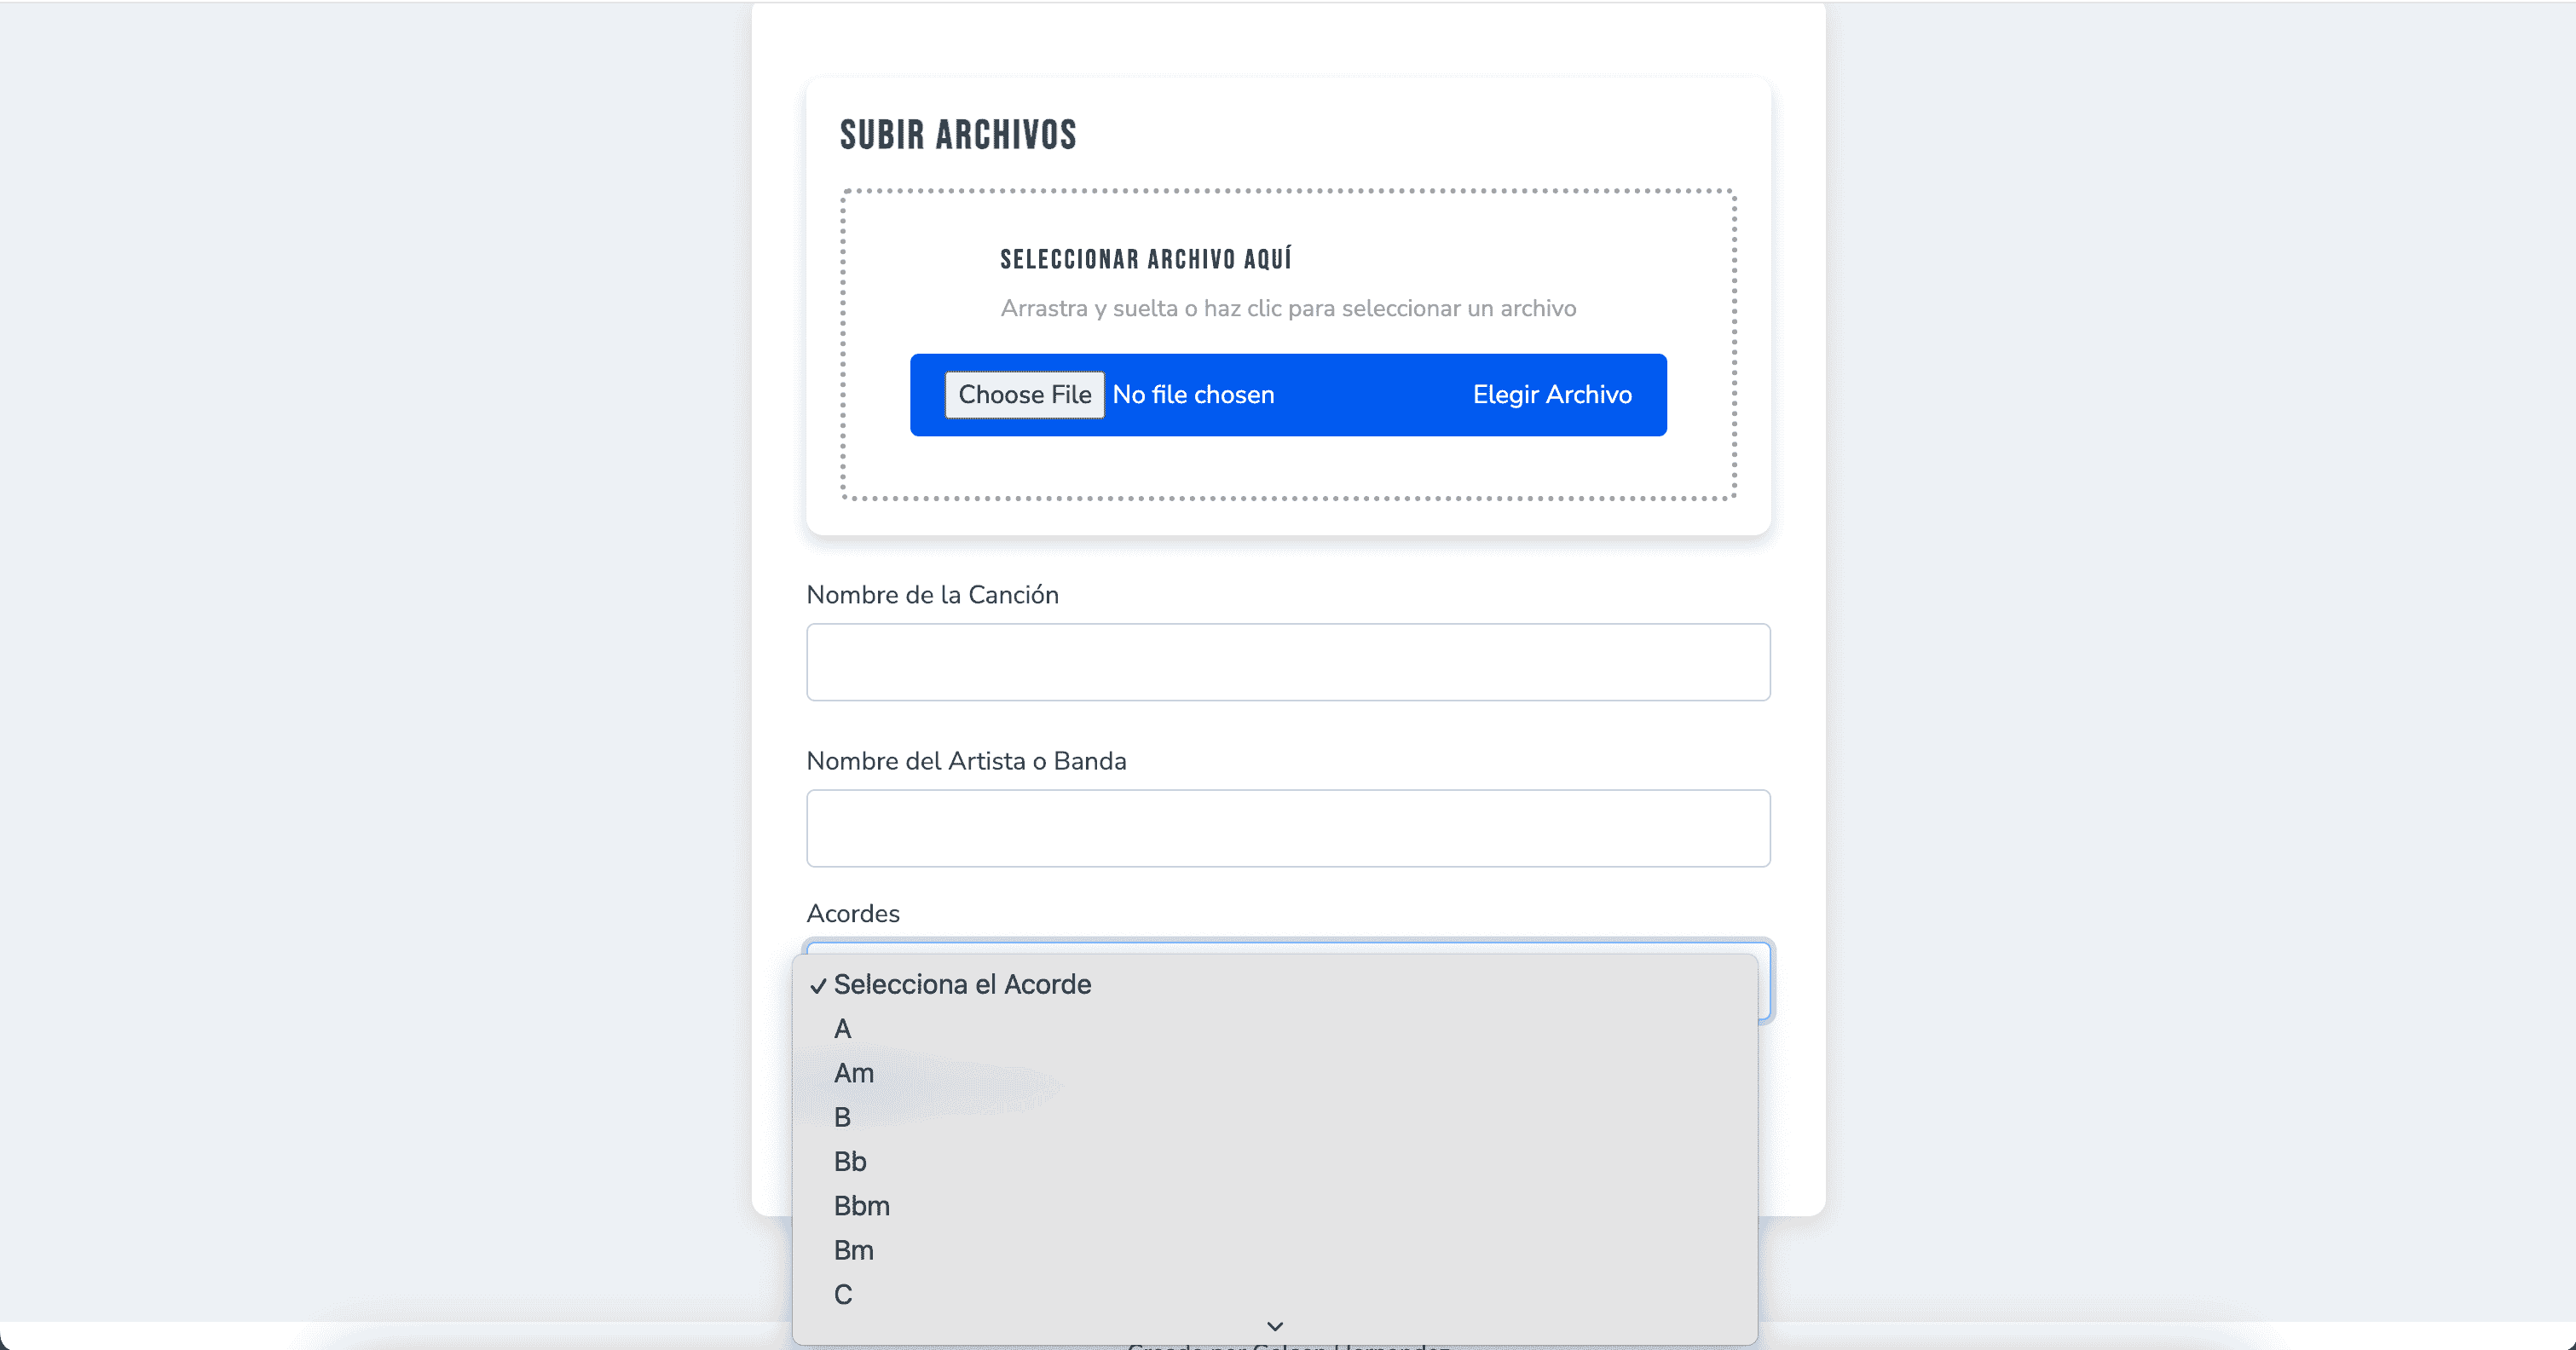 SUBIR ARCHIVOS
SELECCIONAR ARCHIVO AQUÍ
Arrastra y suelta o haz clic para seleccionar un archivo
Choose File No file chosen Elegir Archivo
Nombre de la Canción
Nombre del Artista o Banda
Acordes
✓ Selecciona el Acorde
A
Am
B
Bb
Bbm
Bm
C